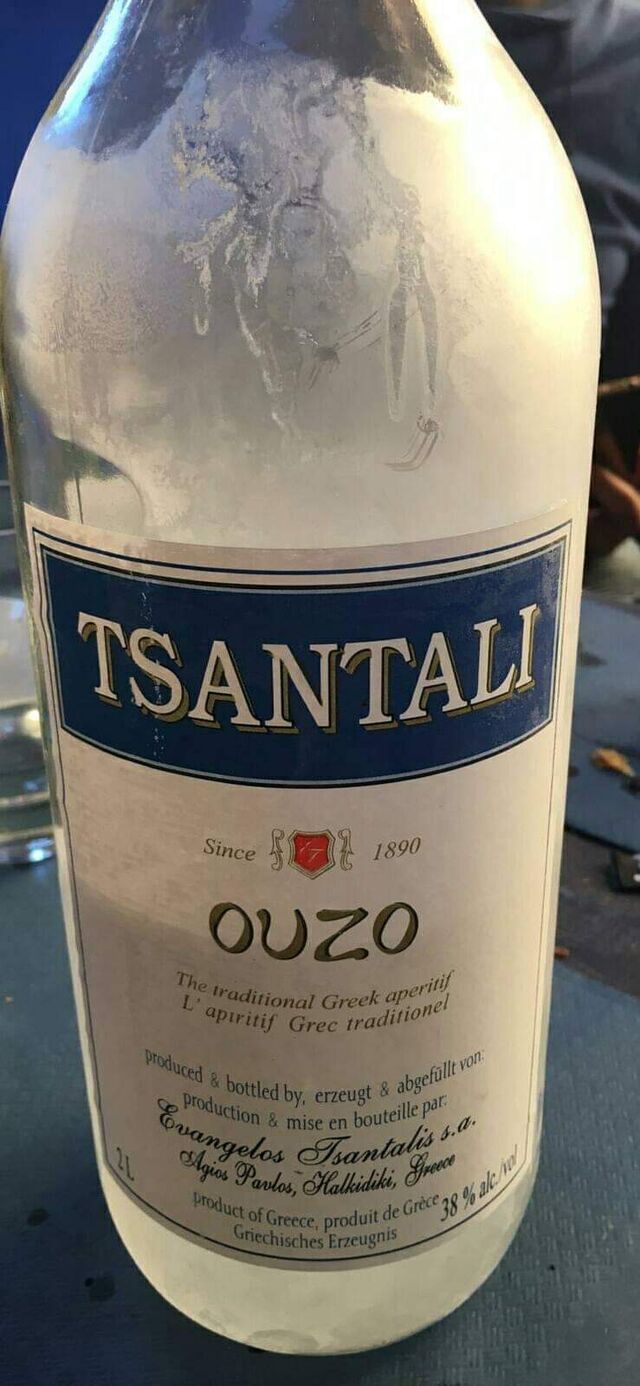 TSANTALI
Since 1890
OUZO
The traditional Greek aperitif
L' apıritif Grec traditionel
produced & bottled by, erzeugt & abgefüllt von:
production & mise en bouteille par:
Evangelos Tsantalis s.a.
Agios Pavlos, Halkidiki, Greece
2 L
product of Greece, produit de Grèce
38 % alc./vol
Griechisches Erzeugnis